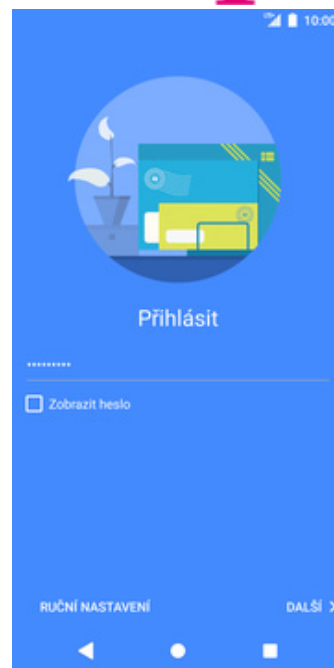 10:00
Přihlásit
•••••••••
Zobrazit heslo
RUČNÍ NASTAVENÍ
DALŠÍ